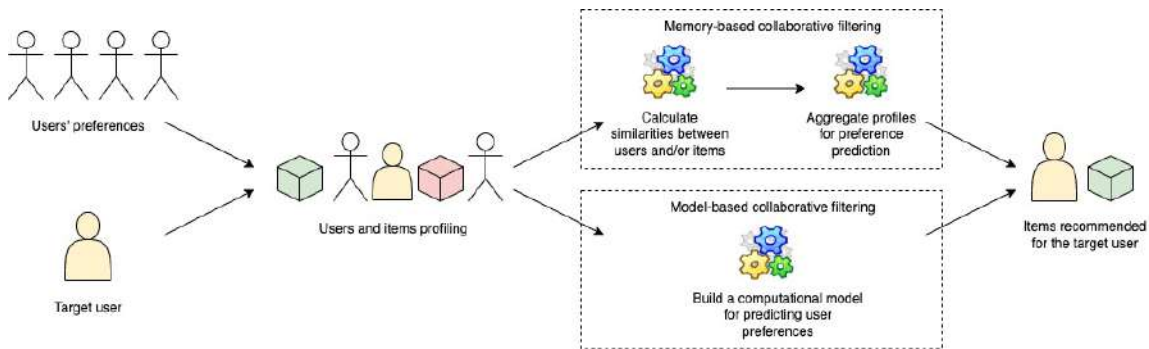 Users' preferences
Target user
Users and items profiling
Memory-based collaborative filtering
Calculate
similarities between
users and/or items
Aggregate profiles
for preference
prediction
Model-based collaborative filtering
Build a computational model
for predicting user
preferences
Items recommended
for the target user